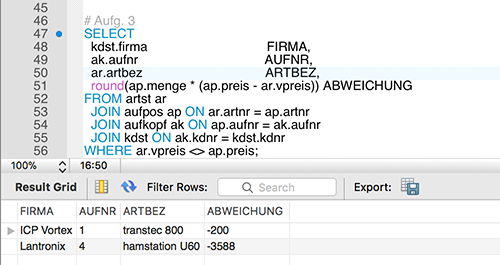 45
46 # Aufg. 3
47 SELECT
48 kdst.firma FIRMA,
49 ak.aufnr AUFNR,
50 ar.artbez ARTBEZ,
51 round(ap.menge * (ap.preis - ar.vpreis)) ABWEICHUNG
52 FROM artst ar
53 JOIN aufpos ap ON ar.artnr = ap.artnr
54 JOIN aufkopf ak ON ap.aufnr = ak.aufnr
55 JOIN kdst ON ak.kdnr = kdst.kdnr
56 WHERE ar.vpreis <> ap.preis;
100% 16:50
Result Grid Filter Rows: Search Export:
FIRMA AUFNR ARTBEZ ABWEICHUNG
ICP Vortex 1 transtec 800 -200
Lantronix 4 hamstation U60 -3588